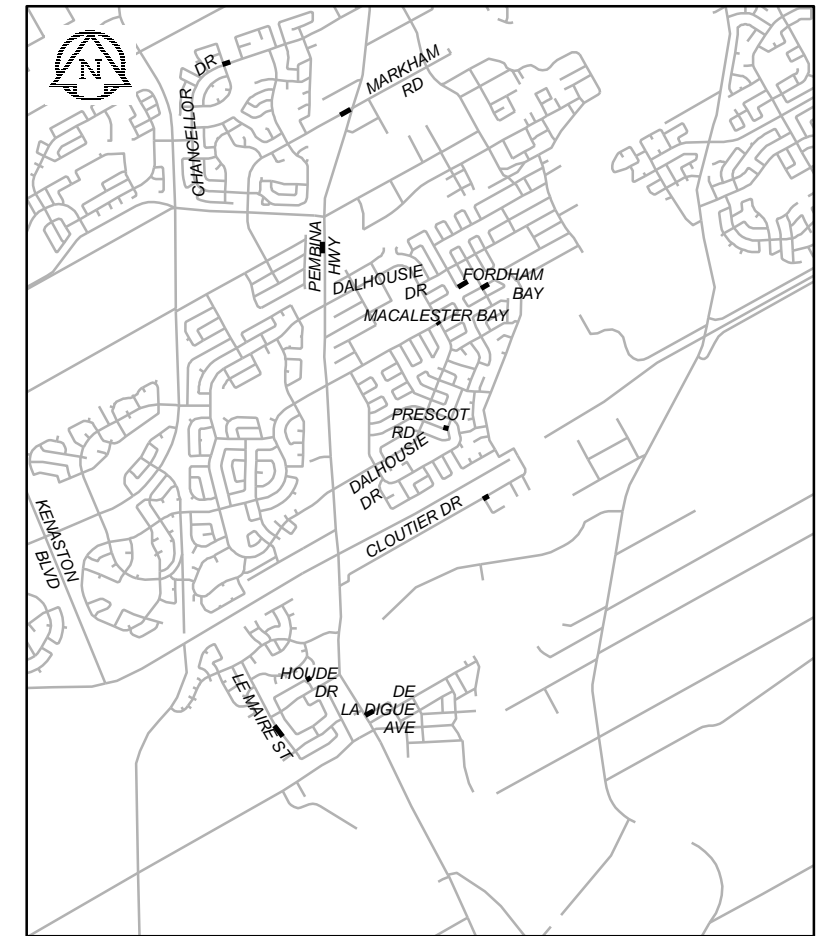 N
CHANCELLOR DR
MARKHAM
RD
PEMBINA
HWY
DALHOUSIE
DR
FORDHAM
BAY
MACALESTER BAY
PRESCOT
RD
DALHOUSIE
DR
CLOUTIER DR
KENASTON
BLVD
HOUDE
DR
LE MAIRE ST
DE
LA DIGUE
AVE